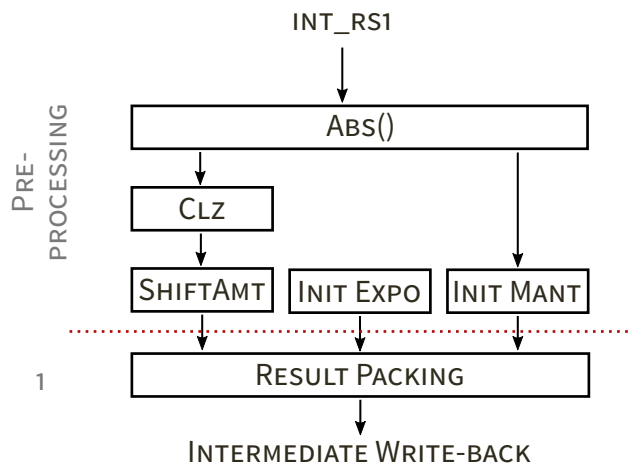 INT_RS1
ABS()
PRE-
PROCESSING
CLZ
SHIFTAMT
INIT EXPO
INIT MANT
1
RESULT PACKING
INTERMEDIATE WRITE-BACK